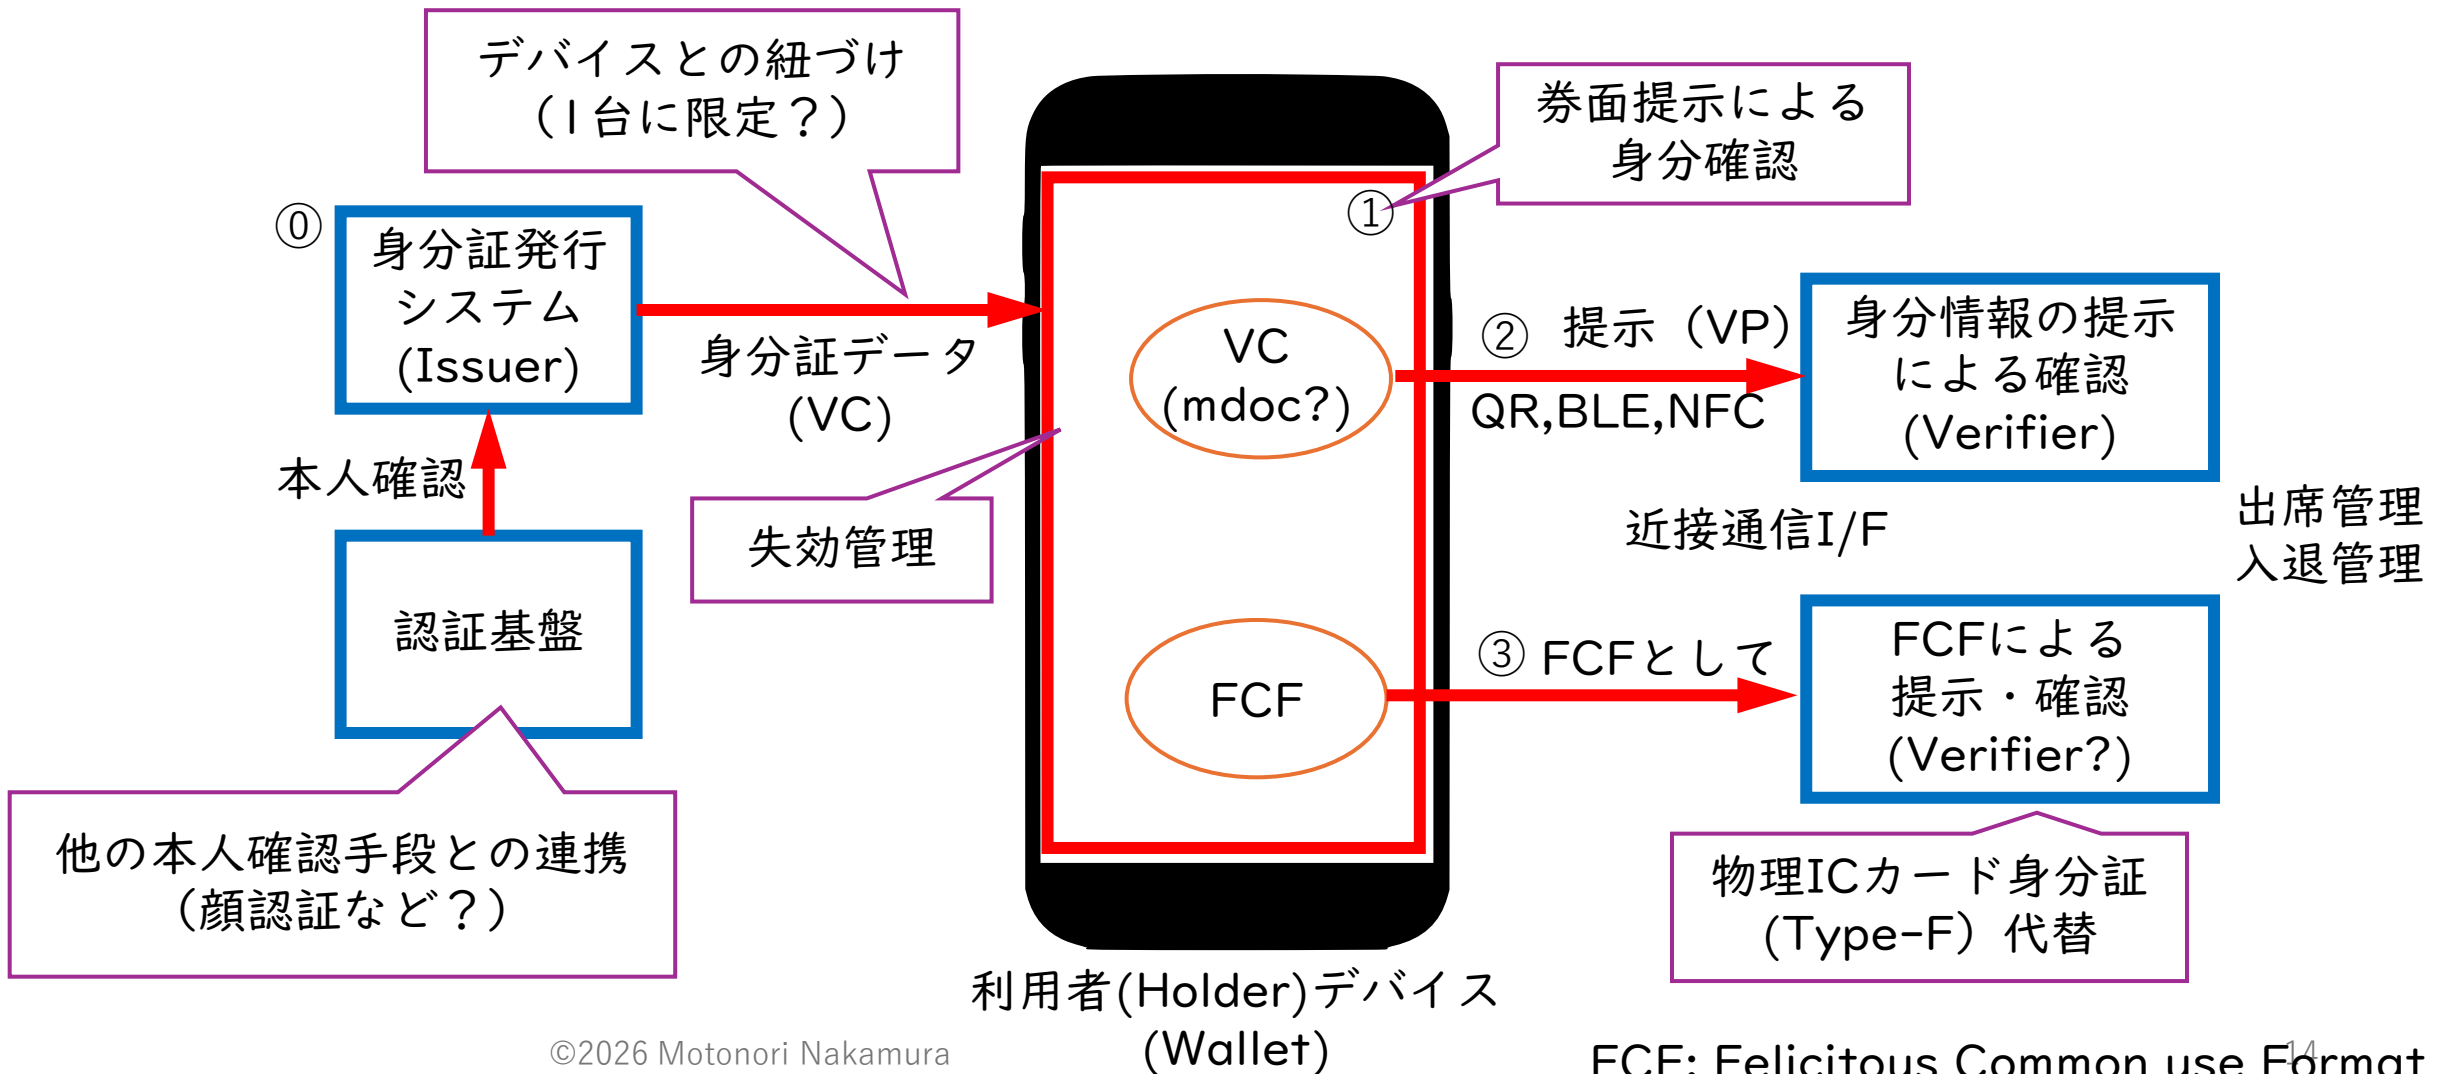 デバイスとの紐づけ
（1台に限定？）
券面提示による
身分確認
⓪
身分証発行
システム
(Issuer)
①
身分証データ
(VC)
VC
(mdoc?)
② 提示（VP）
QR,BLE,NFC
身分情報の提示
による確認
(Verifier)
本人確認
失効管理
近接通信I/F
出席管理
入退管理
認証基盤
FCF
③ FCFとして
FCFによる
提示・確認
(Verifier?)
他の本人確認手段との連携
（顔認証など？）
物理ICカード身分証
(Type-F）代替
利用者(Holder)デバイス
(Wallet)
©2026 Motonori Nakamura
FCF: Felicitous Common use Format
14